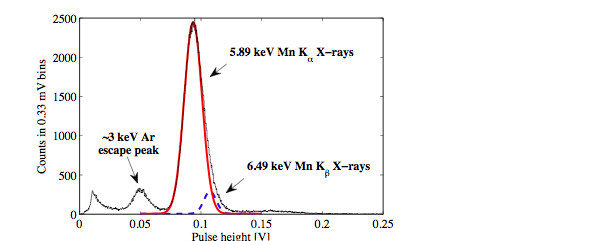 2500
2000
1500
1000
500
0
Counts in 0.33 mV bins
5.89 keV Mn Kα X−rays
~3 keV Ar
escape peak
6.49 keV Mn Kβ X−rays
0 0.05 0.1 0.15 0.2 0.25
Pulse height [V]